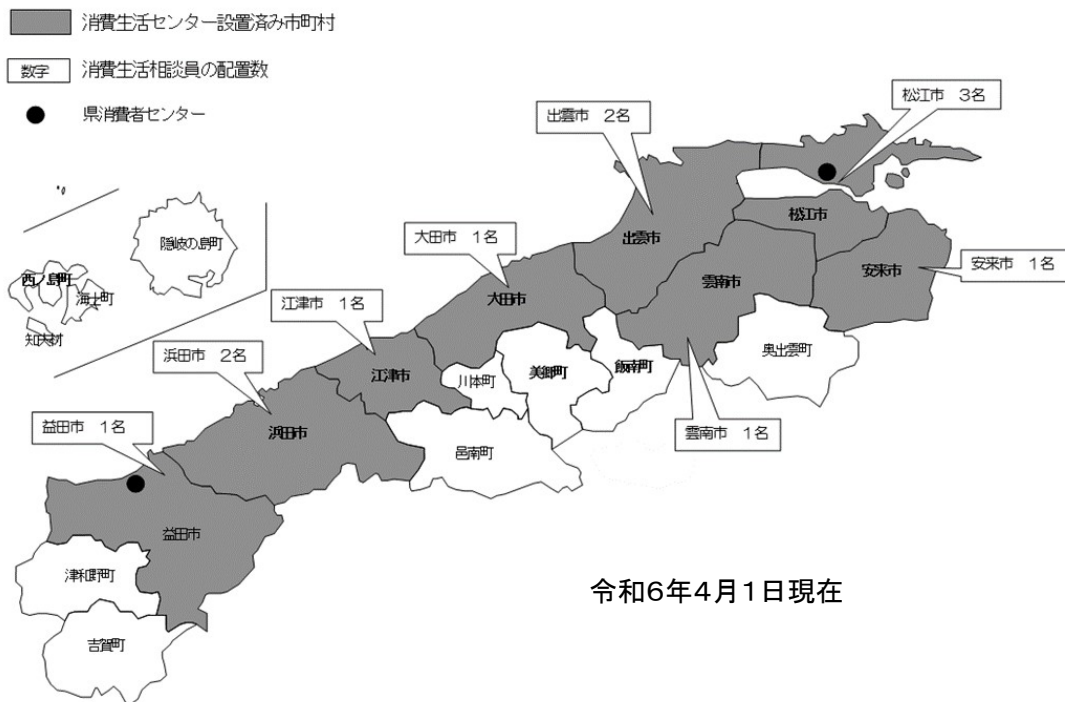 消費生活センター設置済み市町村
数字 消費生活相談員の配置数
県消費者センター
松江市 3名
出雲市 2名
隠岐の島町
大田市 1名
松江市
出雲市
西ノ島町
海士町
安来市
安来市 1名
雲南市
江津市 1名
大田市
知夫村
浜田市 2名
奥出雲町
江津市
川本町
美郷町
飯南町
益田市 1名
浜田市
雲南市 1名
邑南町
益田市
津和野町
令和6年4月1日現在
吉賀町